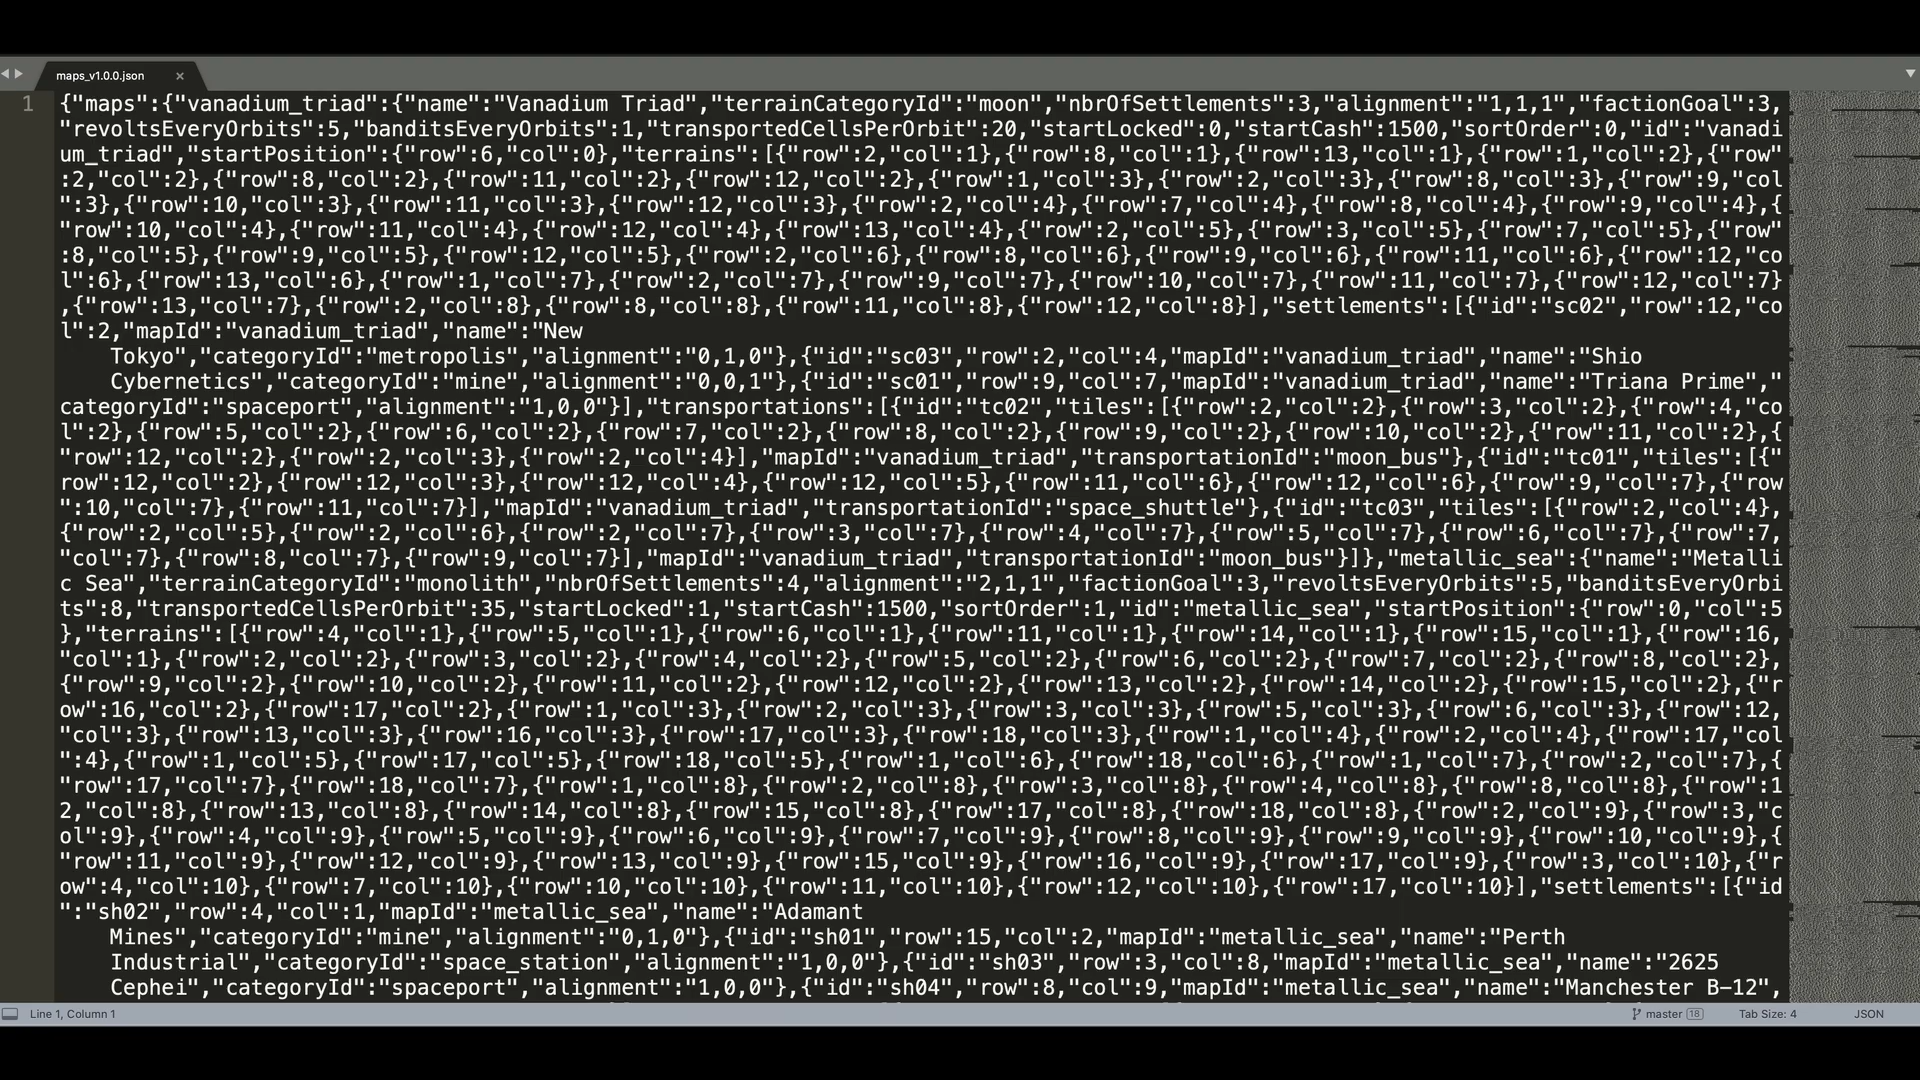 maps_v1.0.0.json
1
{"maps":{"vanadium_triad":{"name":"Vanadium Triad","terrainCategoryId":"moon","nbrOfSettlements":3,"alignment":"1,1,1","factionGoal":3,
"revoltsEveryOrbits":5,"banditsEveryOrbits":1,"transportedCellsPerOrbit":20,"startLocked":0,"startCash":1500,"sortOrder":0,"id":"vanadi
um_triad","startPosition":{"row":6,"col":0},"terrains":[{"row":2,"col":1},{"row":8,"col":1},{"row":13,"col":1},{"row":1,"col":2},{"row"
:2,"col":2},{"row":8,"col":2},{"row":11,"col":2},{"row":12,"col":2},{"row":1,"col":3},{"row":2,"col":3},{"row":8,"col":3},{"row":9,"col
":3},{"row":10,"col":3},{"row":11,"col":3},{"row":12,"col":3},{"row":2,"col":4},{"row":7,"col":4},{"row":8,"col":4},{"row":9,"col":4},{
"row":10,"col":4},{"row":11,"col":4},{"row":12,"col":4},{"row":13,"col":4},{"row":2,"col":5},{"row":3,"col":5},{"row":7,"col":5},{"row"
:8,"col":5},{"row":9,"col":5},{"row":12,"col":5},{"row":2,"col":6},{"row":8,"col":6},{"row":9,"col":6},{"row":11,"col":6},{"row":12,"co
l":6},{"row":13,"col":6},{"row":1,"col":7},{"row":2,"col":7},{"row":9,"col":7},{"row":10,"col":7},{"row":11,"col":7},{"row":12,"col":7}
,{"row":13,"col":7},{"row":2,"col":8},{"row":8,"col":8},{"row":11,"col":8},{"row":12,"col":8}],"settlements":[{"id":"sc02","row":12,"co
l":2,"mapId":"vanadium_triad","name":"New
Tokyo","categoryId":"metropolis","alignment":"0,1,0"},{"id":"sc03","row":2,"col":4,"mapId":"vanadium_triad","name":"Shio
Cybernetics","categoryId":"mine","alignment":"0,0,1"},{"id":"sc01","row":9,"col":7,"mapId":"vanadium_triad","name":"Triana Prime","
categoryId":"spaceport","alignment":"1,0,0"}],"transportations":[{"id":"tc02","tiles":[{"row":2,"col":2},{"row":3,"col":2},{"row":4,"co
l":2},{"row":5,"col":2},{"row":6,"col":2},{"row":7,"col":2},{"row":8,"col":2},{"row":9,"col":2},{"row":10,"col":2},{"row":11,"col":2},{
"row":12,"col":2},{"row":2,"col":3},{"row":2,"col":4}],"mapId":"vanadium_triad","transportationId":"moon_bus"},{"id":"tc01","tiles":[{"
row":12,"col":2},{"row":12,"col":3},{"row":12,"col":4},{"row":12,"col":5},{"row":11,"col":6},{"row":12,"col":6},{"row":9,"col":7},{"row
":10,"col":7},{"row":11,"col":7}],"mapId":"vanadium_triad","transportationId":"space_shuttle"},{"id":"tc03","tiles":[{"row":2,"col":4},
{"row":2,"col":5},{"row":2,"col":6},{"row":2,"col":7},{"row":3,"col":7},{"row":4,"col":7},{"row":5,"col":7},{"row":6,"col":7},{"row":7,
"col":7},{"row":8,"col":7},{"row":9,"col":7}],"mapId":"vanadium_triad","transportationId":"moon_bus"}]},"metallic_sea":{"name":"Metalli
c Sea","terrainCategoryId":"monolith","nbrOfSettlements":4,"alignment":"2,1,1","factionGoal":3,"revoltsEveryOrbits":5,"banditsEveryOrbi
ts":8,"transportedCellsPerOrbit":35,"startLocked":1,"startCash":1500,"sortOrder":1,"id":"metallic_sea","startPosition":{"row":0,"col":5
},"terrains":[{"row":4,"col":1},{"row":5,"col":1},{"row":6,"col":1},{"row":11,"col":1},{"row":14,"col":1},{"row":15,"col":1},{"row":16,
"col":1},{"row":2,"col":2},{"row":3,"col":2},{"row":4,"col":2},{"row":5,"col":2},{"row":6,"col":2},{"row":7,"col":2},{"row":8,"col":2},
{"row":9,"col":2},{"row":10,"col":2},{"row":11,"col":2},{"row":12,"col":2},{"row":13,"col":2},{"row":14,"col":2},{"row":15,"col":2},{"r
ow":16,"col":2},{"row":17,"col":2},{"row":1,"col":3},{"row":2,"col":3},{"row":3,"col":3},{"row":5,"col":3},{"row":6,"col":3},{"row":12,
"col":3},{"row":13,"col":3},{"row":16,"col":3},{"row":17,"col":3},{"row":18,"col":3},{"row":1,"col":4},{"row":2,"col":4},{"row":17,"col
":4},{"row":1,"col":5},{"row":17,"col":5},{"row":18,"col":5},{"row":1,"col":6},{"row":18,"col":6},{"row":1,"col":7},{"row":2,"col":7},{
"row":17,"col":7},{"row":18,"col":7},{"row":1,"col":8},{"row":2,"col":8},{"row":3,"col":8},{"row":4,"col":8},{"row":8,"col":8},{"row":1
2,"col":8},{"row":13,"col":8},{"row":14,"col":8},{"row":15,"col":8},{"row":17,"col":8},{"row":18,"col":8},{"row":2,"col":9},{"row":3,"c
ol":9},{"row":4,"col":9},{"row":5,"col":9},{"row":6,"col":9},{"row":7,"col":9},{"row":8,"col":9},{"row":9,"col":9},{"row":10,"col":9},{
"row":11,"col":9},{"row":12,"col":9},{"row":13,"col":9},{"row":15,"col":9},{"row":16,"col":9},{"row":17,"col":9},{"row":3,"col":10},{"r
ow":4,"col":10},{"row":7,"col":10},{"row":10,"col":10},{"row":11,"col":10},{"row":12,"col":10},{"row":17,"col":10}],"settlements":[{"id
":"sh02","row":4,"col":1,"mapId":"metallic_sea","name":"Adamant
Mines","categoryId":"mine","alignment":"0,1,0"},{"id":"sh01","row":15,"col":2,"mapId":"metallic_sea","name":"Perth
Industrial","categoryId":"space_station","alignment":"1,0,0"},{"id":"sh03","row":3,"col":8,"mapId":"metallic_sea","name":"2625
Cephei","categoryId":"spaceport","alignment":"1,0,0"},{"id":"sh04","row":8,"col":9,"mapId":"metallic_sea","name":"Manchester B-12",
Line 1, Column 1
master 18
Tab Size: 4
JSON